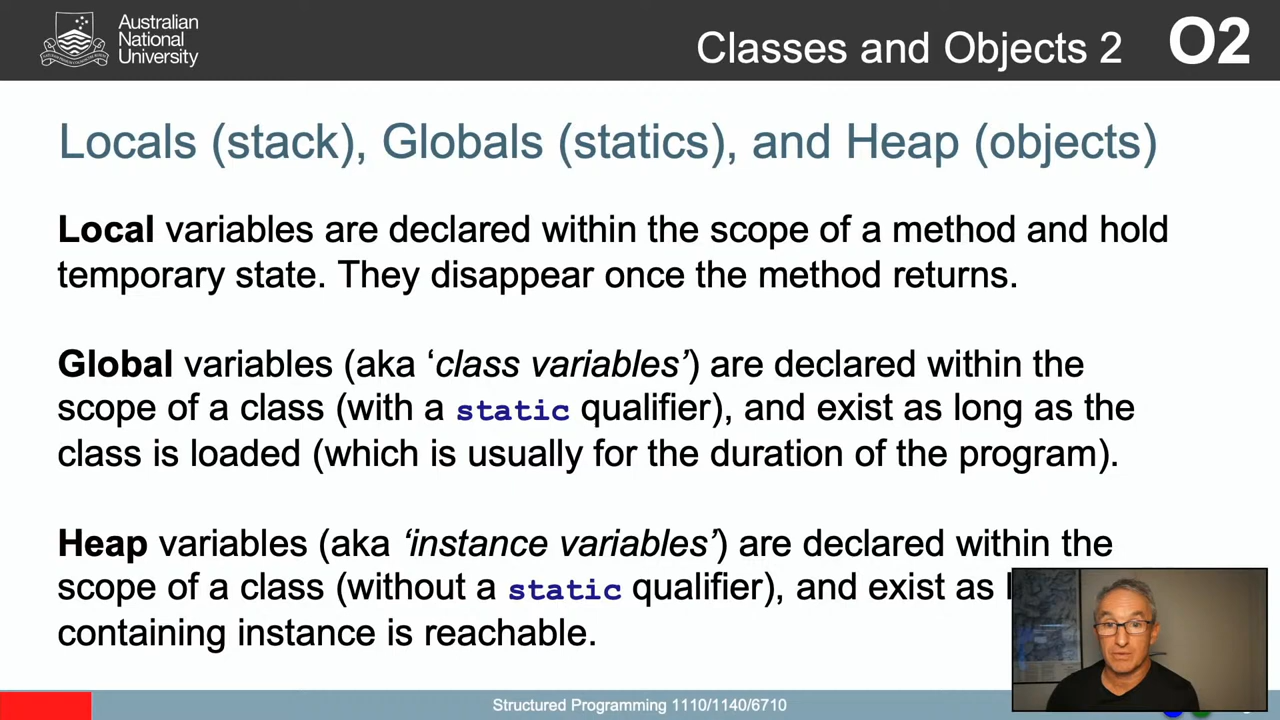 Australian
National
University
Classes and Objects 2
O2
Locals (stack), Globals (statics), and Heap (objects)
Local variables are declared within the scope of a method and hold
temporary state. They disappear once the method returns.
Global variables (aka ‘class variables’) are declared within the
scope of a class (with a static qualifier), and exist as long as the
class is loaded (which is usually for the duration of the program).
Heap variables (aka ‘instance variables’) are declared within the
scope of a class (without a static qualifier), and exist as
containing instance is reachable.
Structured Programming 1110/1140/6710